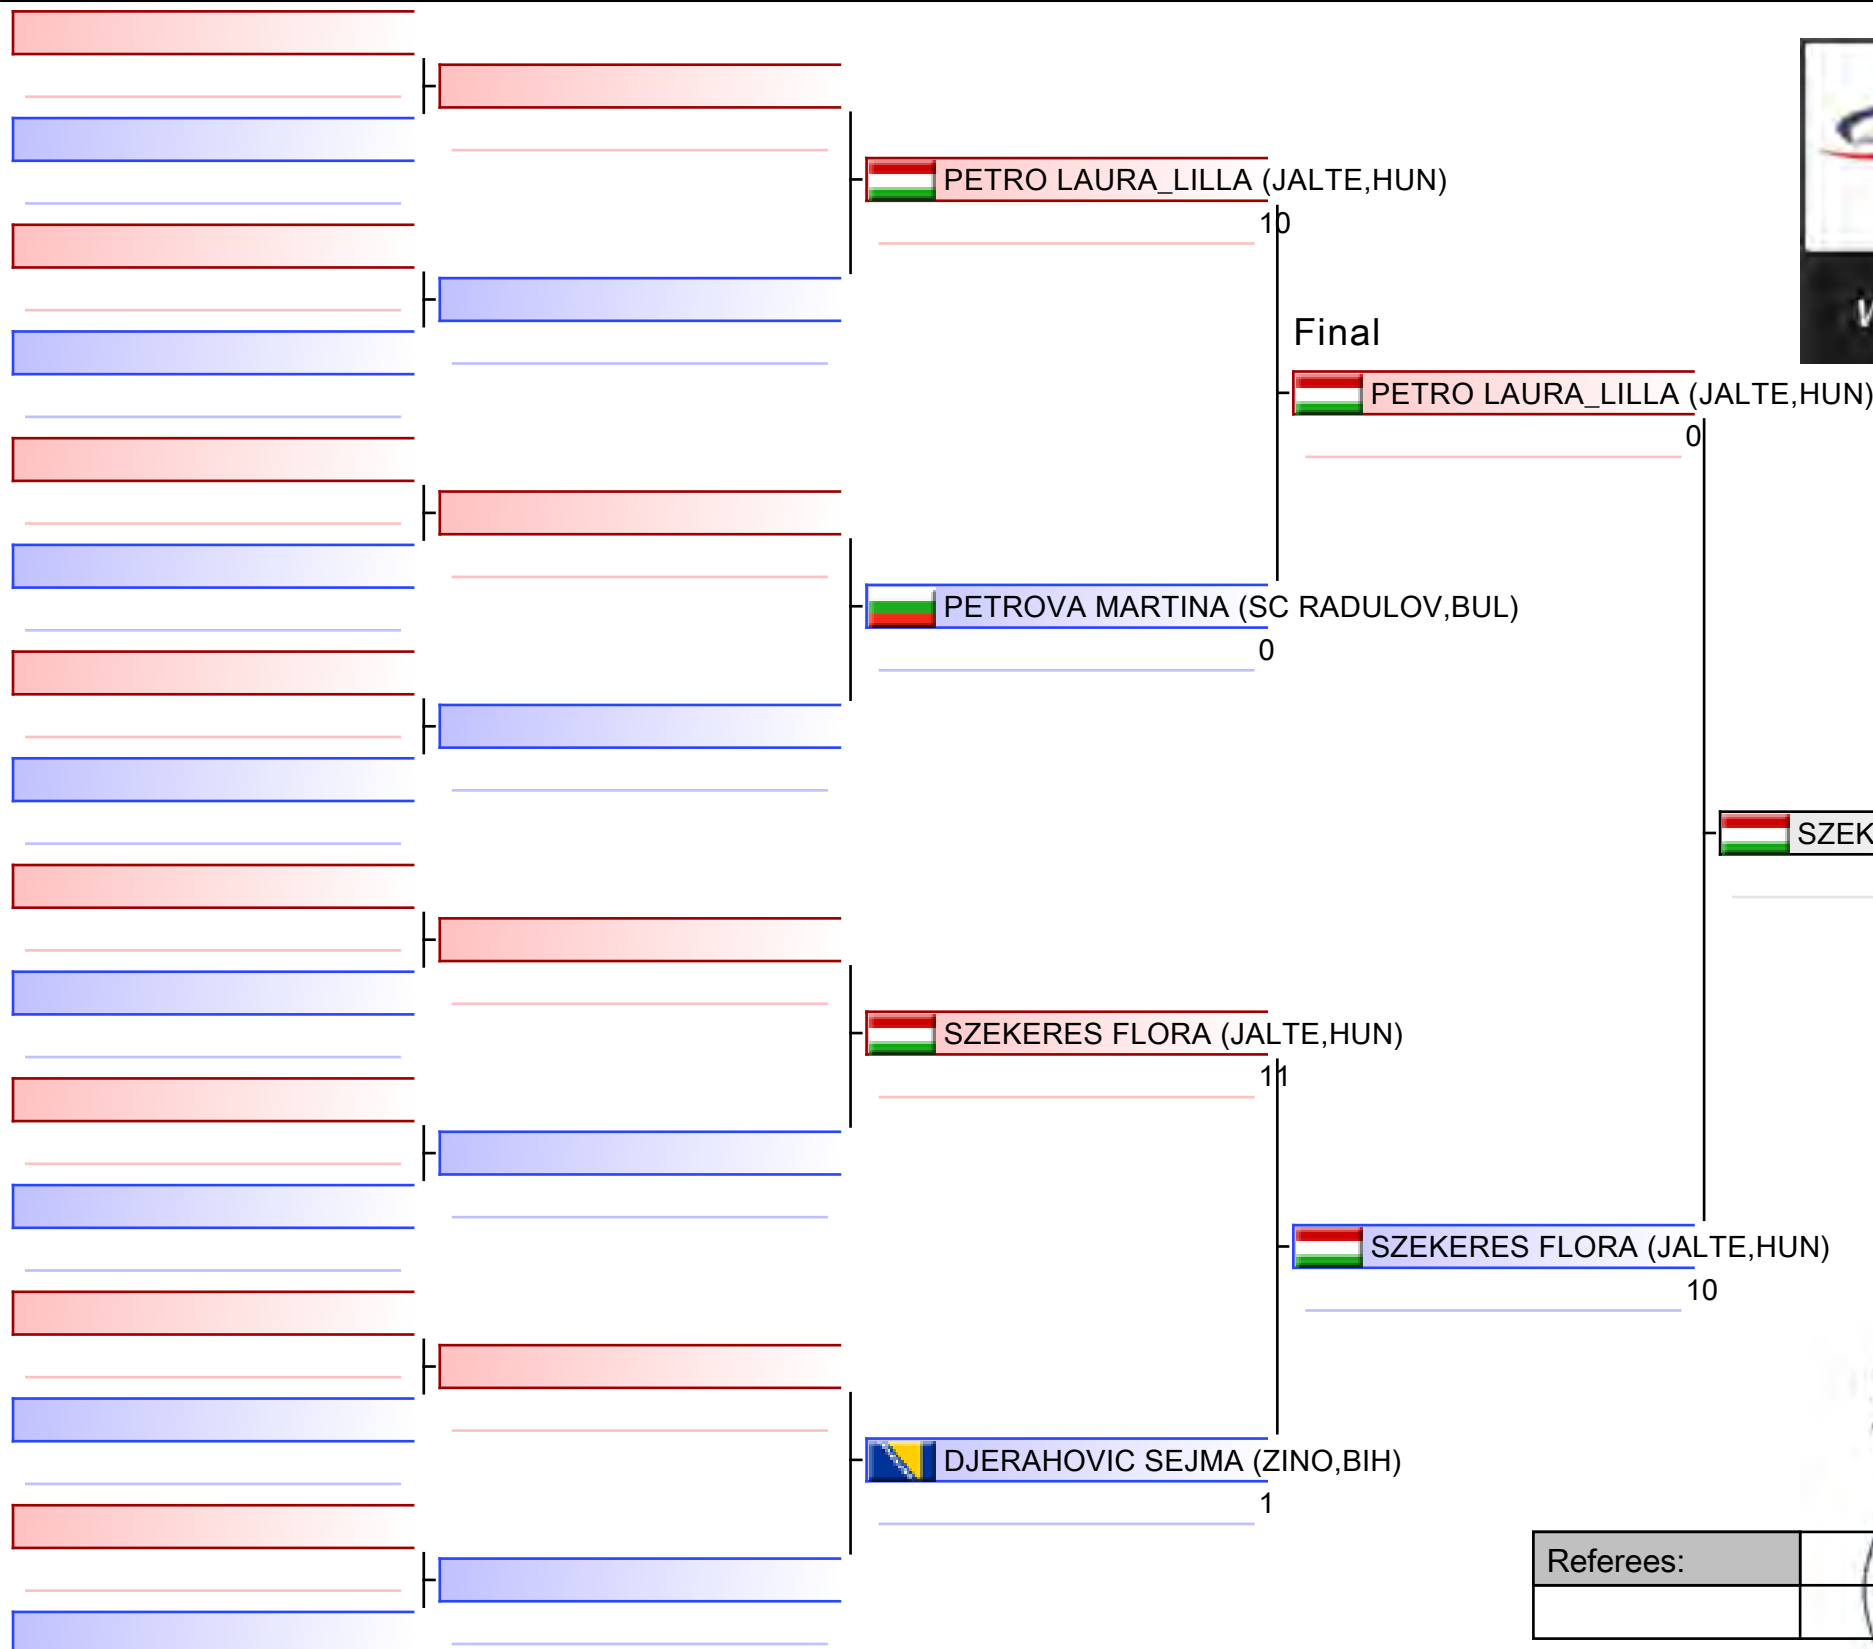 PETRO LAURA_LILLA (JALTE,HUN)
10
Final
PETRO LAURA_LILLA (JALTE,HUN)
0
PETROVA MARTINA (SC RADULOV,BUL)
0
SZEKERES FLORA (JALTE,HUN)
11
SZEKERES FLORA (JALTE,HUN)
10
DJERAHOVIC SEJMA (ZINO,BIH)
1
Referees: